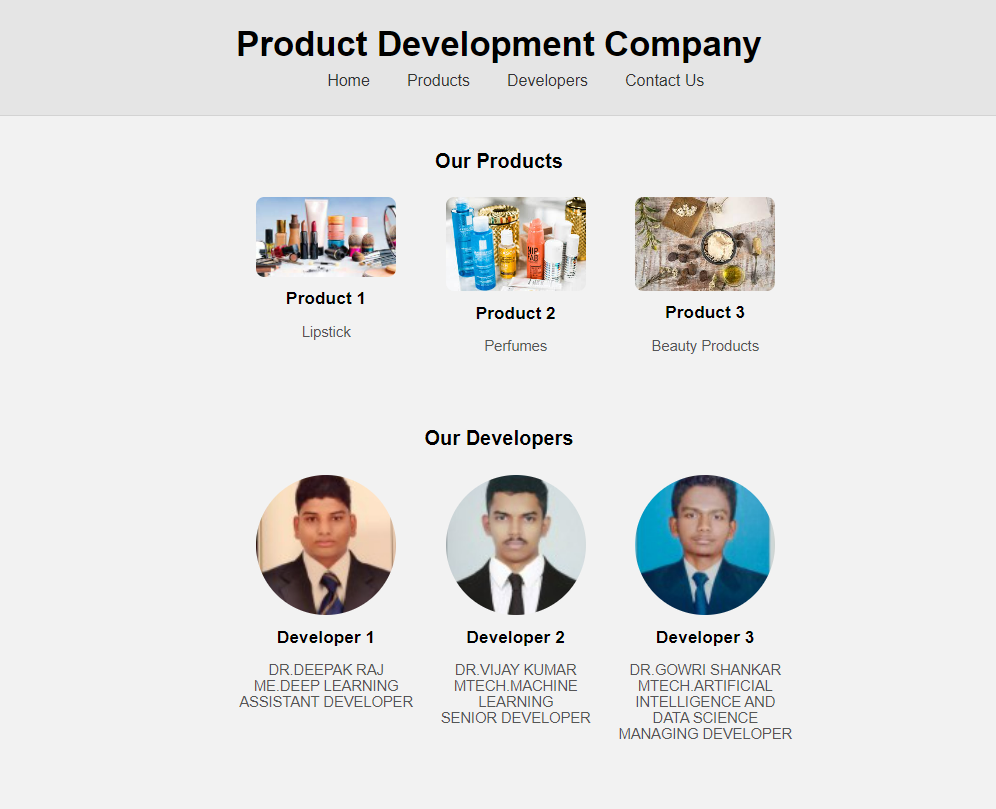 Product Development Company
Home Products Developers Contact Us
Our Products
Product 1
Lipstick
NIP
FAB
Product 2
Perfumes
Product 3
Beauty Products
Our Developers
Developer 1
DR.DEEPAK RAJ
ME.DEEP LEARNING
ASSISTANT DEVELOPER
Developer 2
DR.VIJAY KUMAR
MTECH.MACHINE
LEARNING
SENIOR DEVELOPER
Developer 3
DR.GOWRI SHANKAR
MTECH.ARTIFICIAL
INTELLIGENCE AND
DATA SCIENCE
MANAGING DEVELOPER